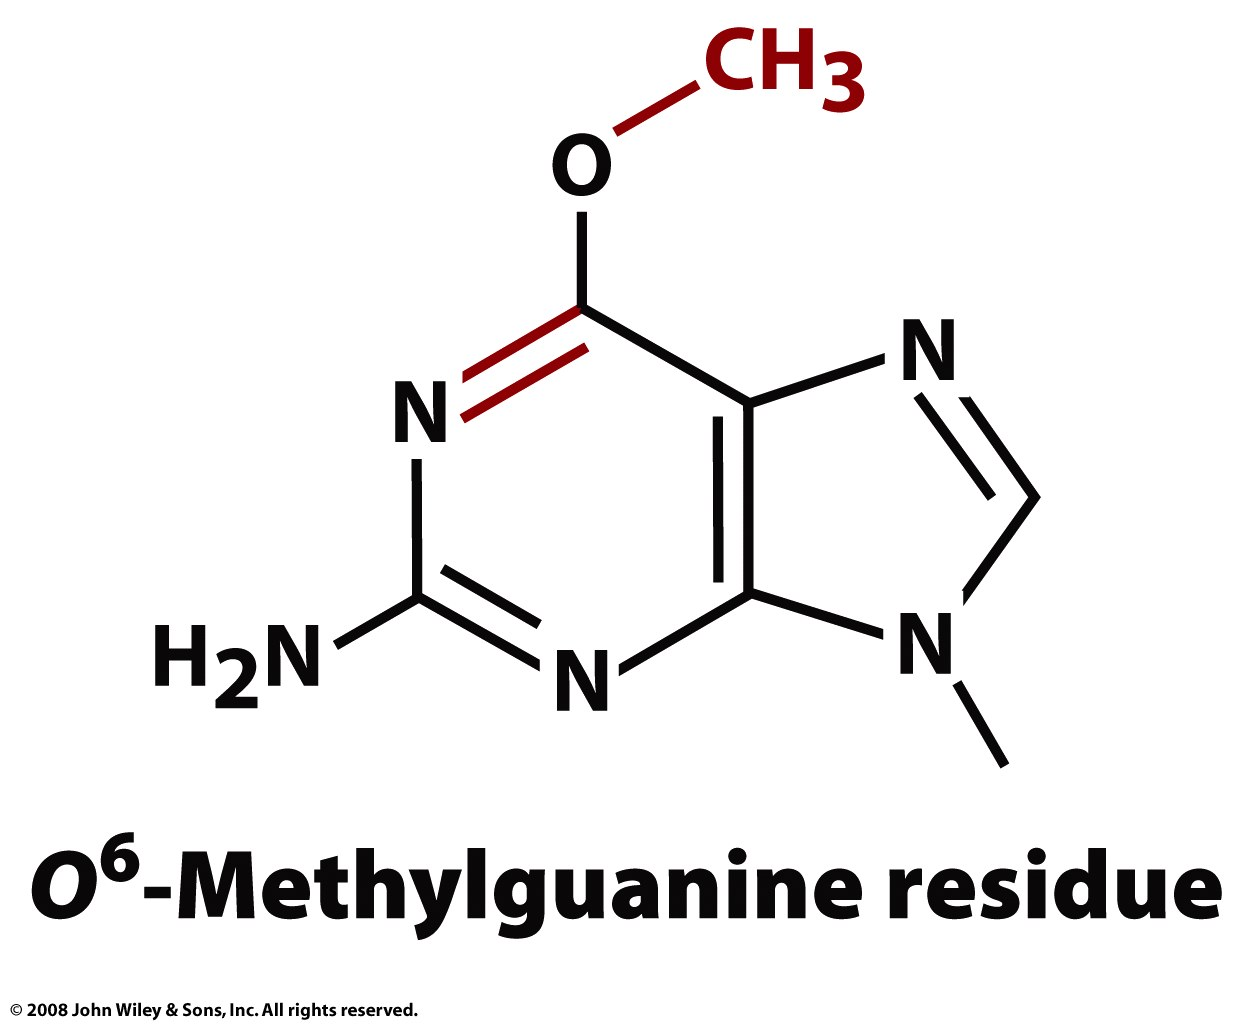 CH3
O
N
N
H2N
N
N
O6-Methylguanine residue
© 2008 John Wiley & Sons, Inc. All rights reserved.